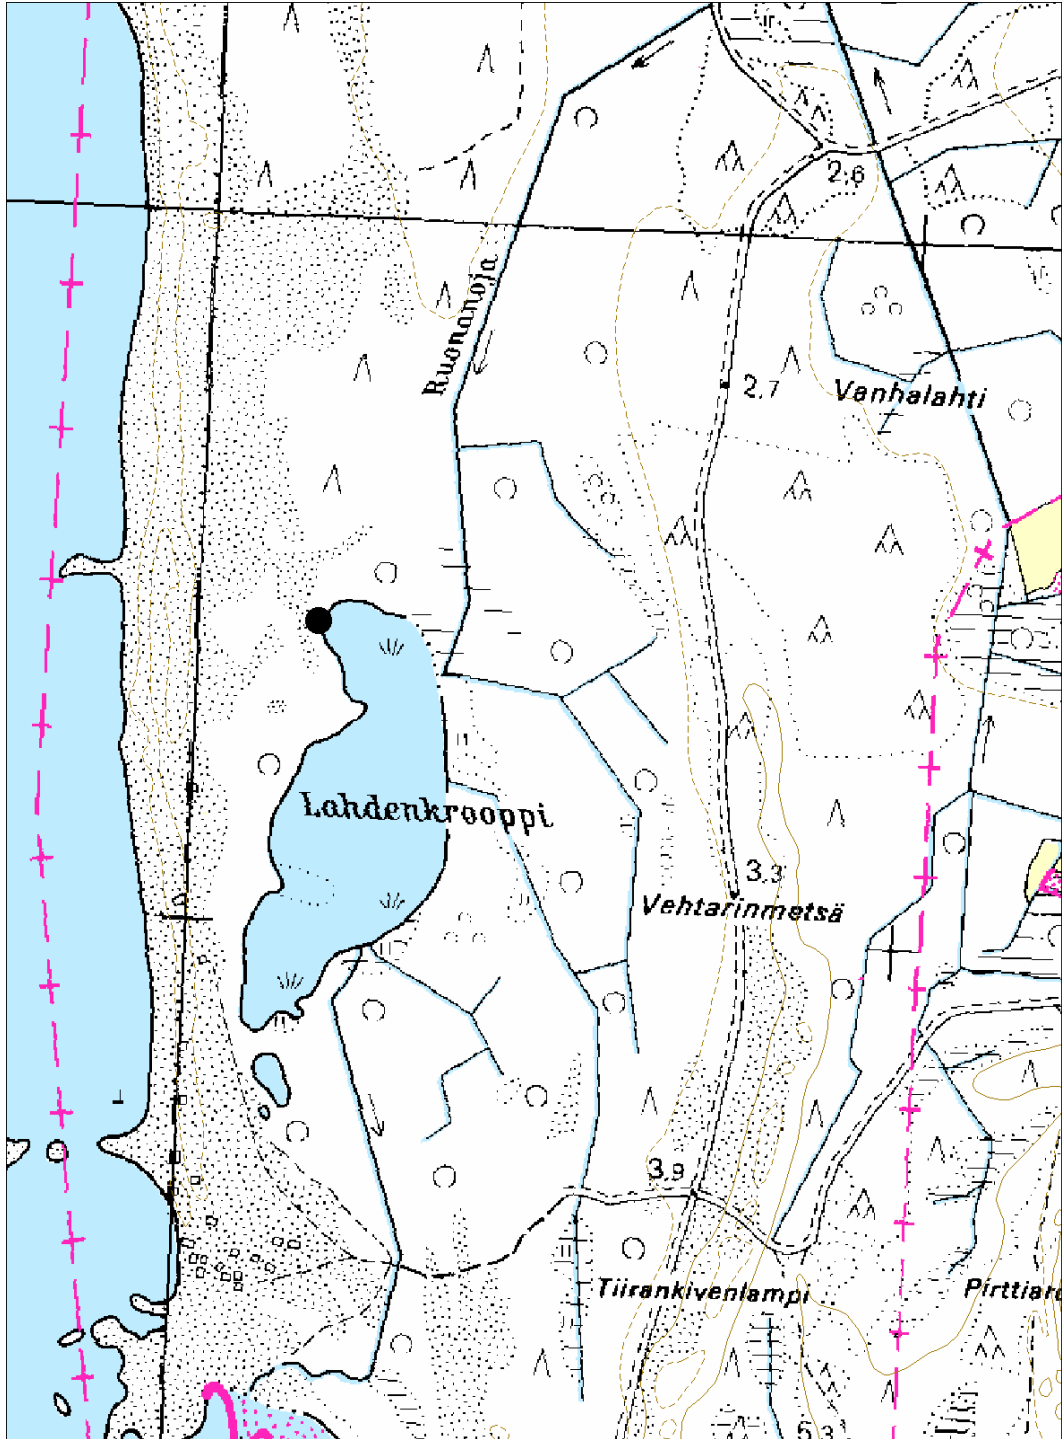 2.6
Ruonanoja
2.7
Vanhalahti
Lahdenkrooppi
3.3
Vehtarinmetsä
3.9
Tiirankivenlampi